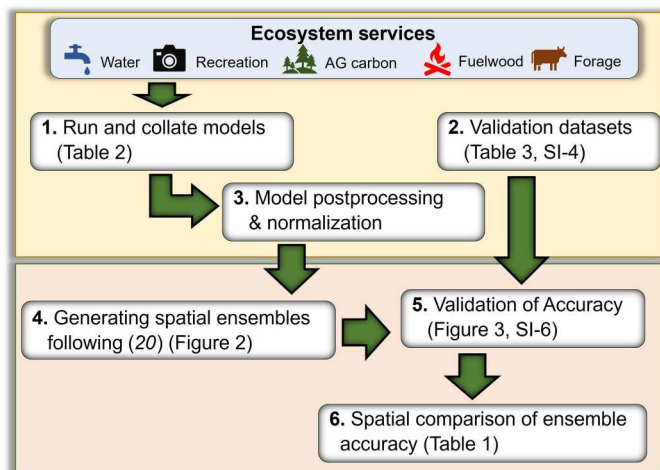 Ecosystem services
Water Recreation AG carbon Fuelwood Forage
1. Run and collate models
(Table 2)
2. Validation datasets
(Table 3, SI-4)
3. Model postprocessing
& normalization
4. Generating spatial ensembles
following (20) (Figure 2)
5. Validation of Accuracy
(Figure 3, SI-6)
6. Spatial comparison of ensemble
accuracy (Table 1)